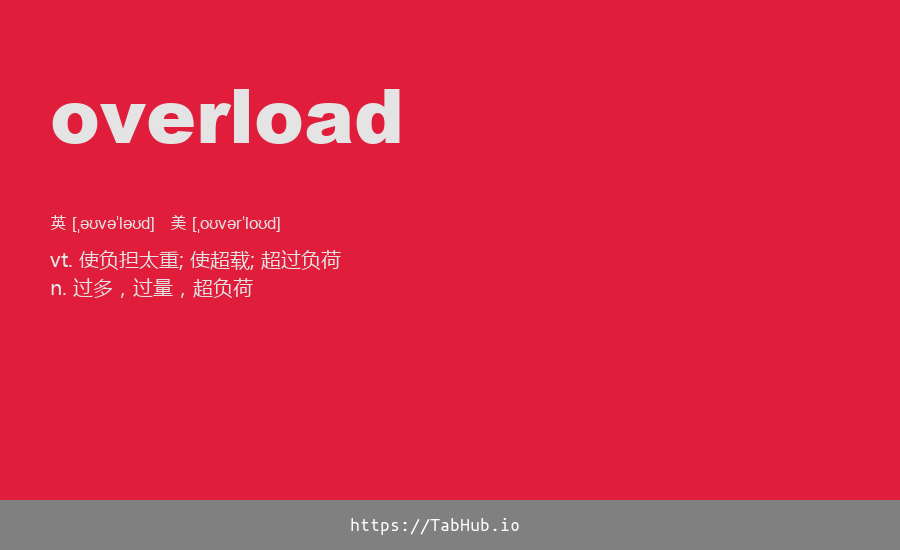 overload
英 [ˌəʊvəˈləʊd] 美 [ˌoʊvərˈloʊd]
vt. 使负担太重; 使超载; 超过负荷
n. 过多，过量，超负荷
https://TabHub.io